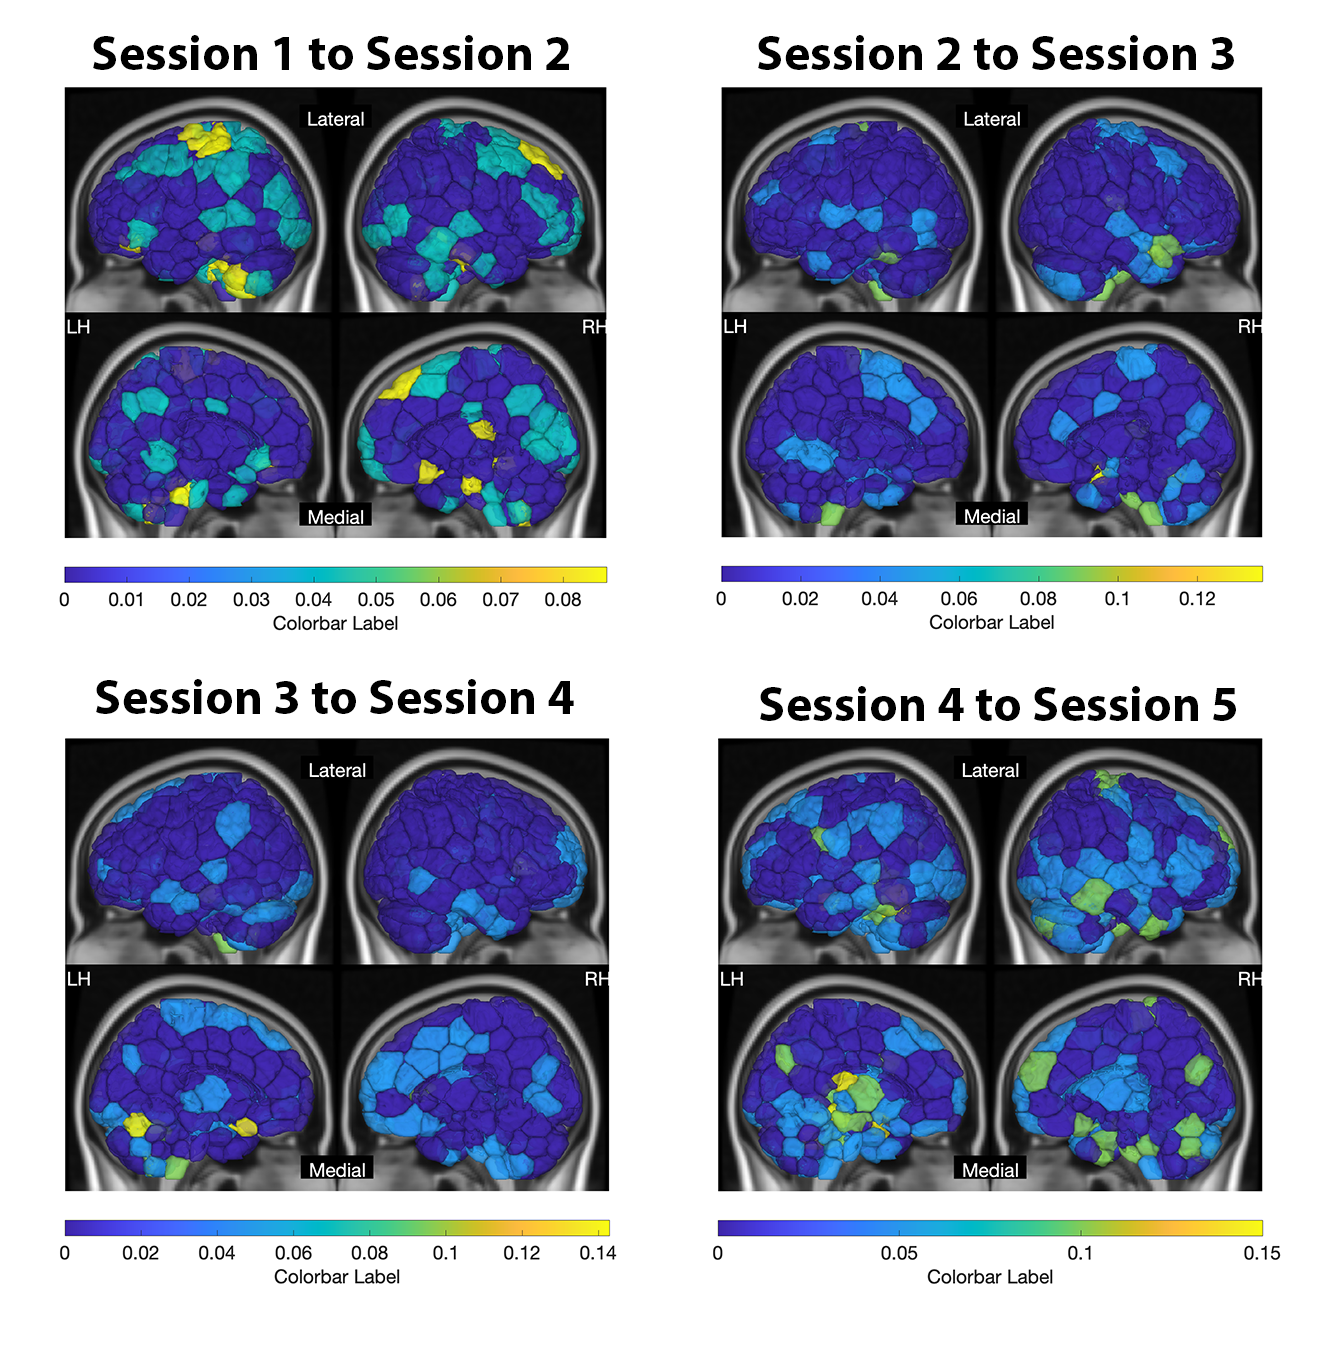 Session 1 to Session 2
Lateral
LH
RH
Medial
0 0.01 0.02 0.03 0.04 0.05 0.06 0.07 0.08
Colorbar Label
Session 2 to Session 3
Lateral
LH
RH
Medial
0 0.02 0.04 0.06 0.08 0.1 0.12
Colorbar Label
Session 3 to Session 4
Lateral
LH
RH
Medial
0 0.02 0.04 0.06 0.08 0.1 0.12 0.14
Colorbar Label
Session 4 to Session 5
Lateral
LH
RH
Medial
0 0.05 0.1 0.15
Colorbar Label